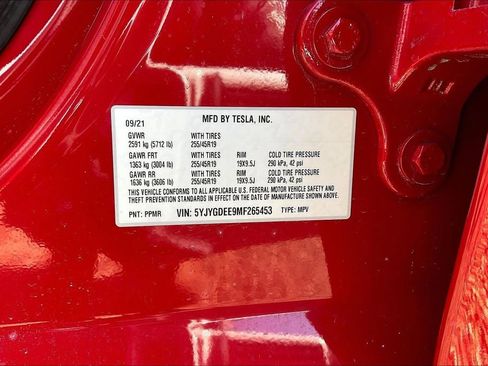 09/21 MFD BY TESLA, INC.
GVWR WITH TIRES
2591 kg (5712 lb) 255/45R19
GAWR FRT WITH TIRES RIM COLD TIRE PRESSURE
1363 kg (3004 lb) 255/45R19 19X9.5J 290 kPa, 42 psi
GAWR RR WITH TIRES RIM COLD TIRE PRESSURE
1636 kg (3606 lb) 255/45R19 19X9.5J 290 kPa, 42 psi
THIS VEHICLE CONFORMS TO ALL APPLICABLE U.S. FEDERAL MOTOR VEHICLE SAFETY AND
THEFT PREVENTION STANDARDS IN EFFECT ON THE DATE OF MANUFACTURE SHOWN ABOVE.
PNT: PPMR VIN: 5YJYGDEE9MF265453 TYPE: MPV